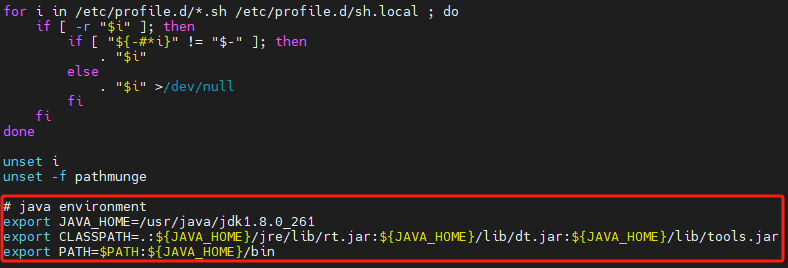 for i in /etc/profile.d/*.sh /etc/profile.d/sh.local ; do
    if [ -r "$i" ]; then
        if [ "${-#*i}" != "$-" ]; then
            . "$i"
        else
            . "$i" >/dev/null
        fi
    fi
done
unset i
unset -f pathmunge
# java environment
export JAVA_HOME=/usr/java/jdk1.8.0_261
export CLASSPATH=.:${JAVA_HOME}/jre/lib/rt.jar:${JAVA_HOME}/lib/dt.jar:${JAVA_HOME}/lib/tools.jar
export PATH=$PATH:${JAVA_HOME}/bin